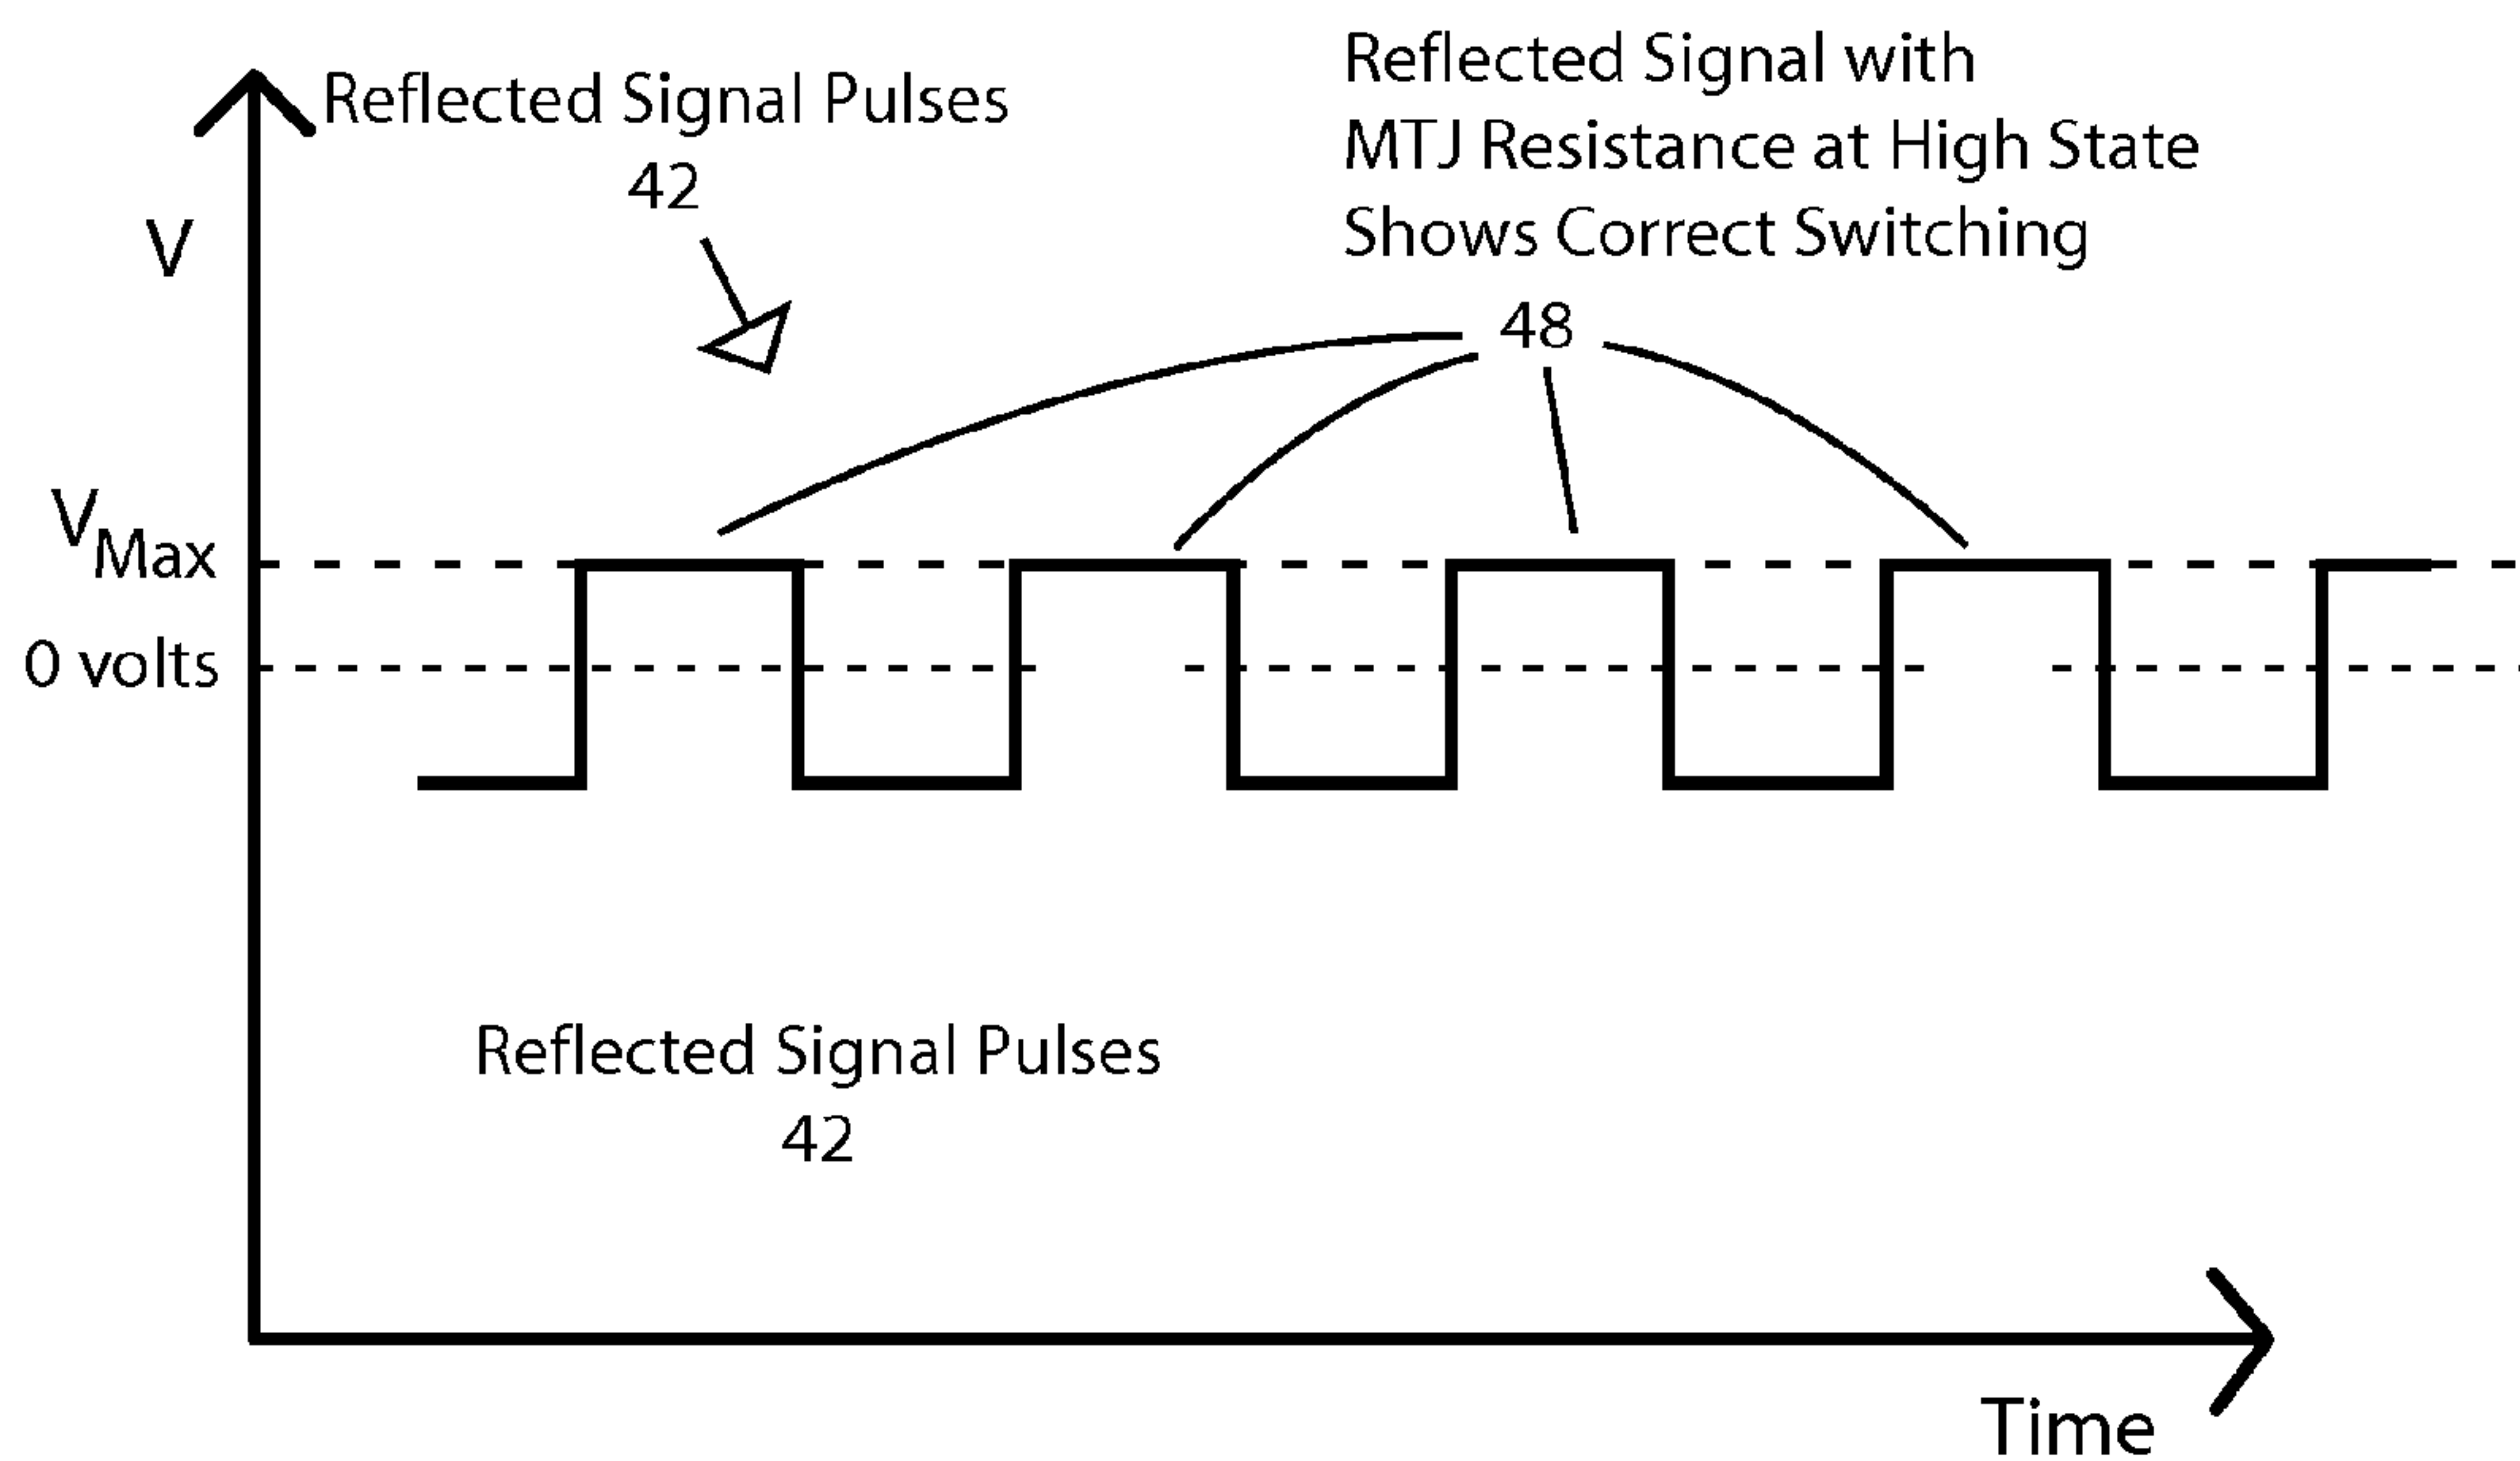 Reflected Signal Pulses
42
Reflected Signal with
MTJ Resistance at High State
Shows Correct Switching
48
V
VMax
0 volts
Reflected Signal Pulses
42
Time